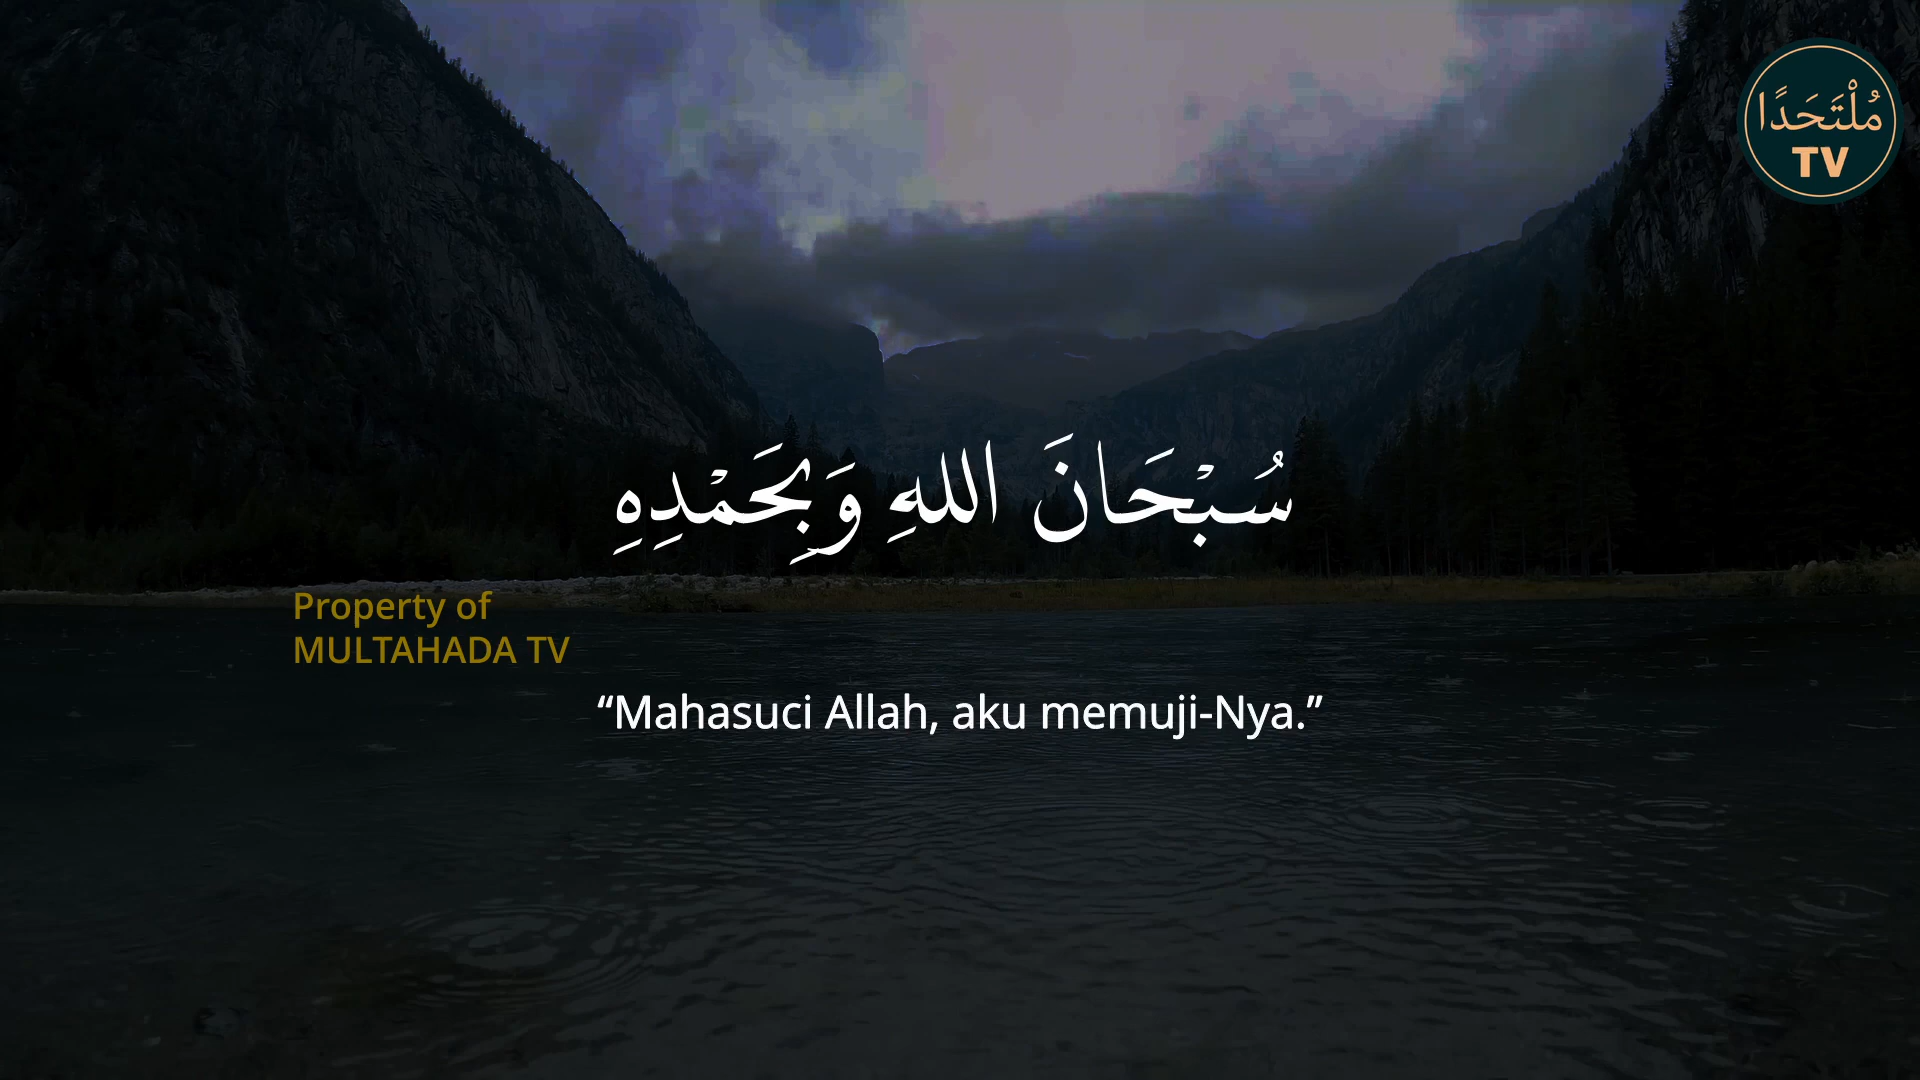 مُلْتَحَدًا
TV
سُبْحَانَ اللهِ وَبِحَمْدِهِ
Property of
MULTAHADA TV
“Mahasuci Allah, aku memuji-Nya.”